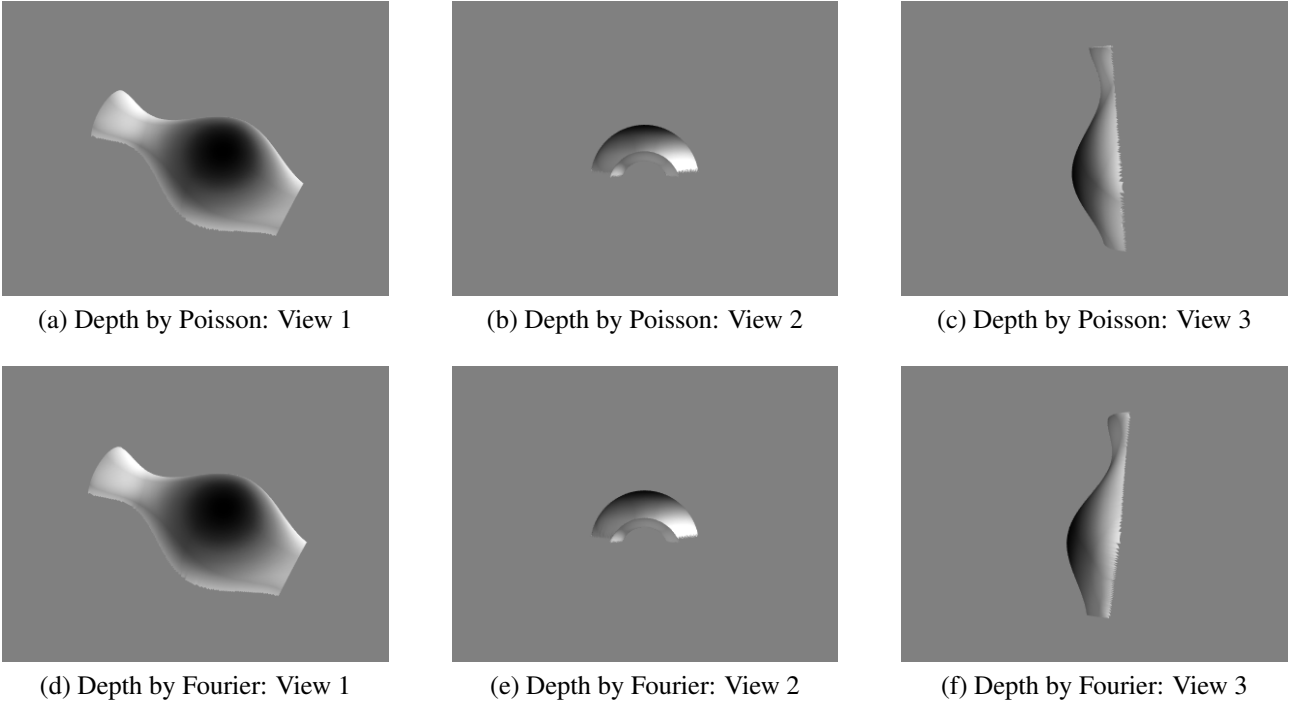 (a) Depth by Poisson: View 1
(b) Depth by Poisson: View 2
(c) Depth by Poisson: View 3
(d) Depth by Fourier: View 1
(e) Depth by Fourier: View 2
(f) Depth by Fourier: View 3